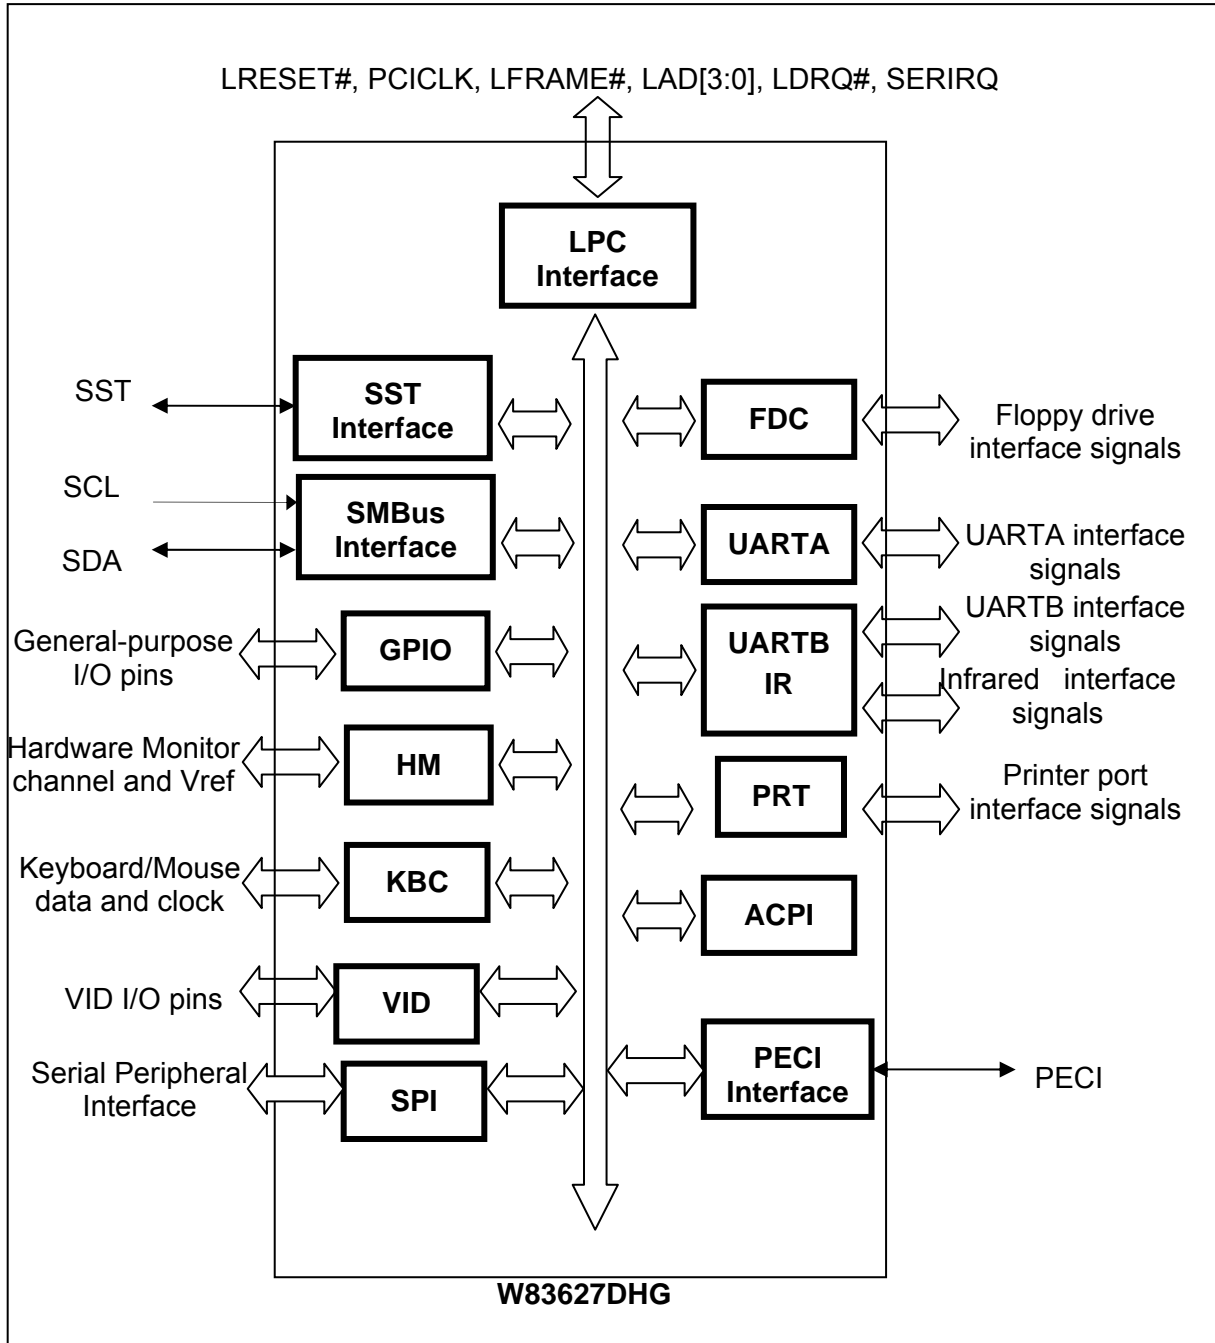 LRESET#, PCICLK, LFRAME#, LAD[3:0], LDRQ#, SERIRQ
LPC
Interface
SST
SST
Interface
SCL
SDA
SMBus
Interface
General-purpose
I/O pins
GPIO
Hardware Monitor
channel and Vref
HM
Keyboard/Mouse
data and clock
KBC
VID I/O pins
VID
Serial Peripheral
Interface
SPI
FDC
Floppy drive
interface signals
UARTA
UARTA interface
signals
UARTB
IR
UARTB interface
signals
Infrared interface
signals
PRT
Printer port
interface signals
ACPI
PECI
Interface
PECI
W83627DHG